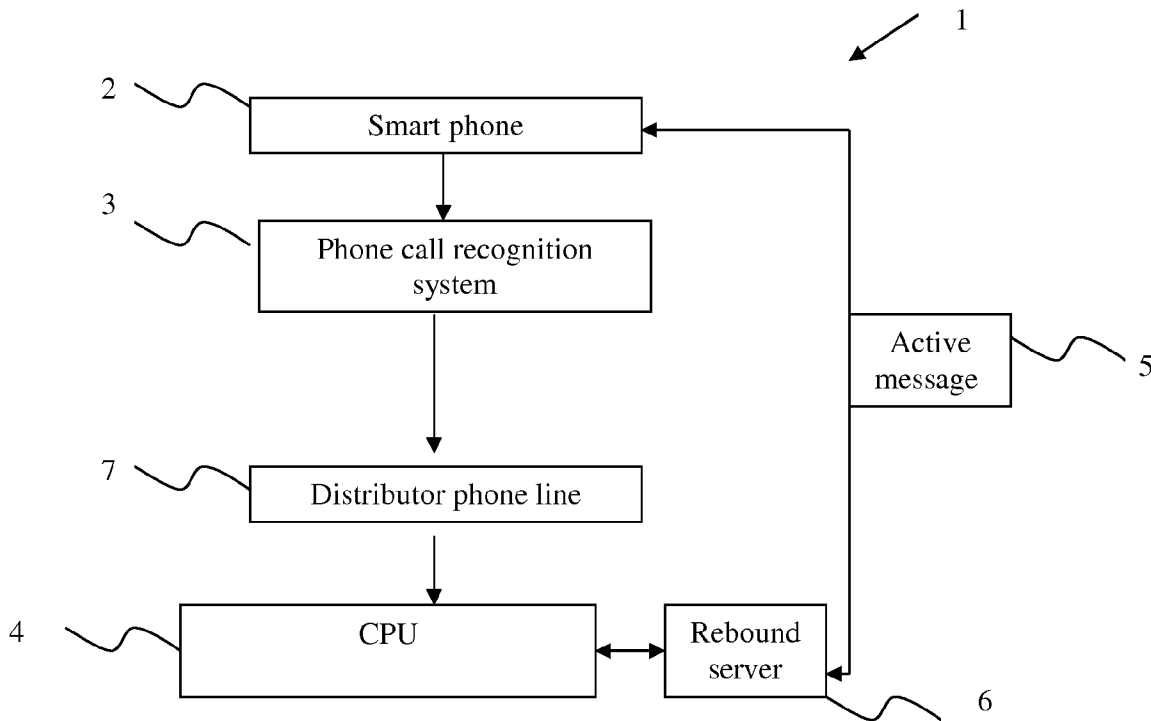 1
2
Smart phone
3
Phone call recognition
system
Active
message
5
7
Distributor phone line
4
CPU
Rebound
server
6